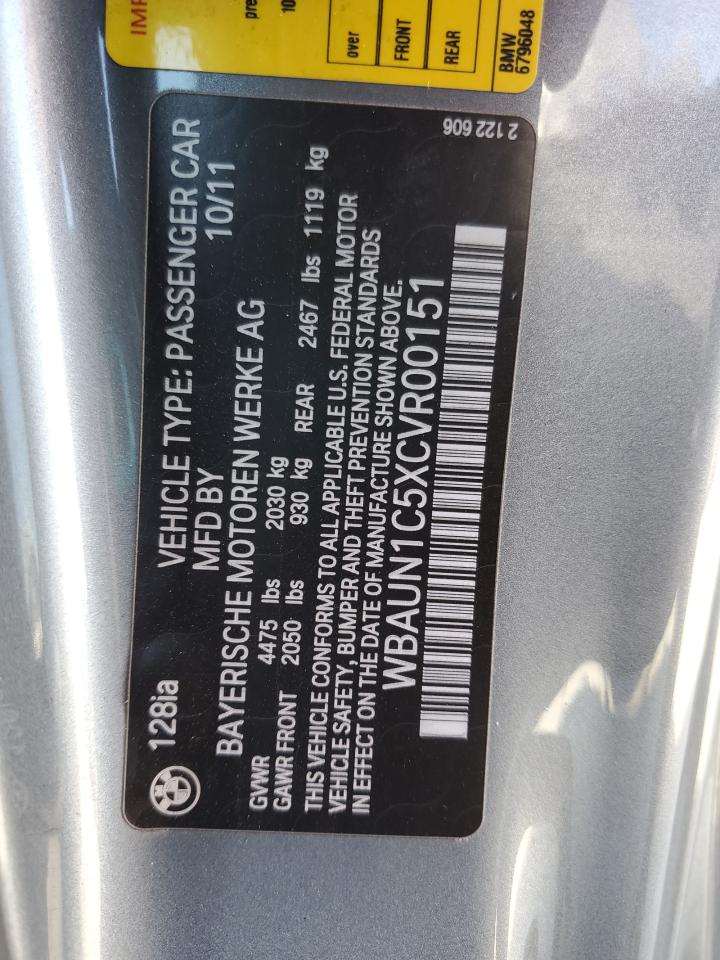 IMP
pre
10
over
FRONT
REAR
BMW
6796048
2 122 606
128ia VEHICLE TYPE: PASSENGER CAR
MFD BY 10/11
BAYERISCHE MOTOREN WERKE AG
GVWR 4475 lbs 2030 kg
GAWR FRONT 2050 lbs 930 kg REAR 2467 lbs 1119 kg
THIS VEHICLE CONFORMS TO ALL APPLICABLE U.S. FEDERAL MOTOR
VEHICLE SAFETY, BUMPER AND THEFT PREVENTION STANDARDS
IN EFFECT ON THE DATE OF MANUFACTURE SHOWN ABOVE.
WBAUN1C5XCVR00151